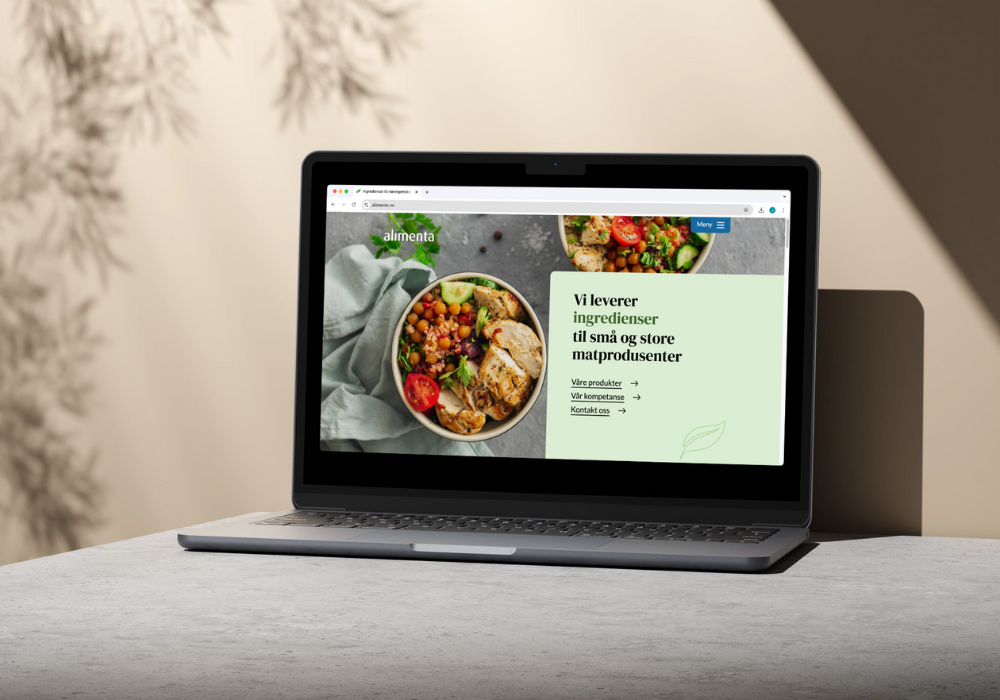 Ingredienser til næringsmid
alimenta.no
alimenta
Meny
Vi leverer
ingredienser
til små og store
matprodusenter
Våre produkter
Vår kompetanse
Kontakt oss